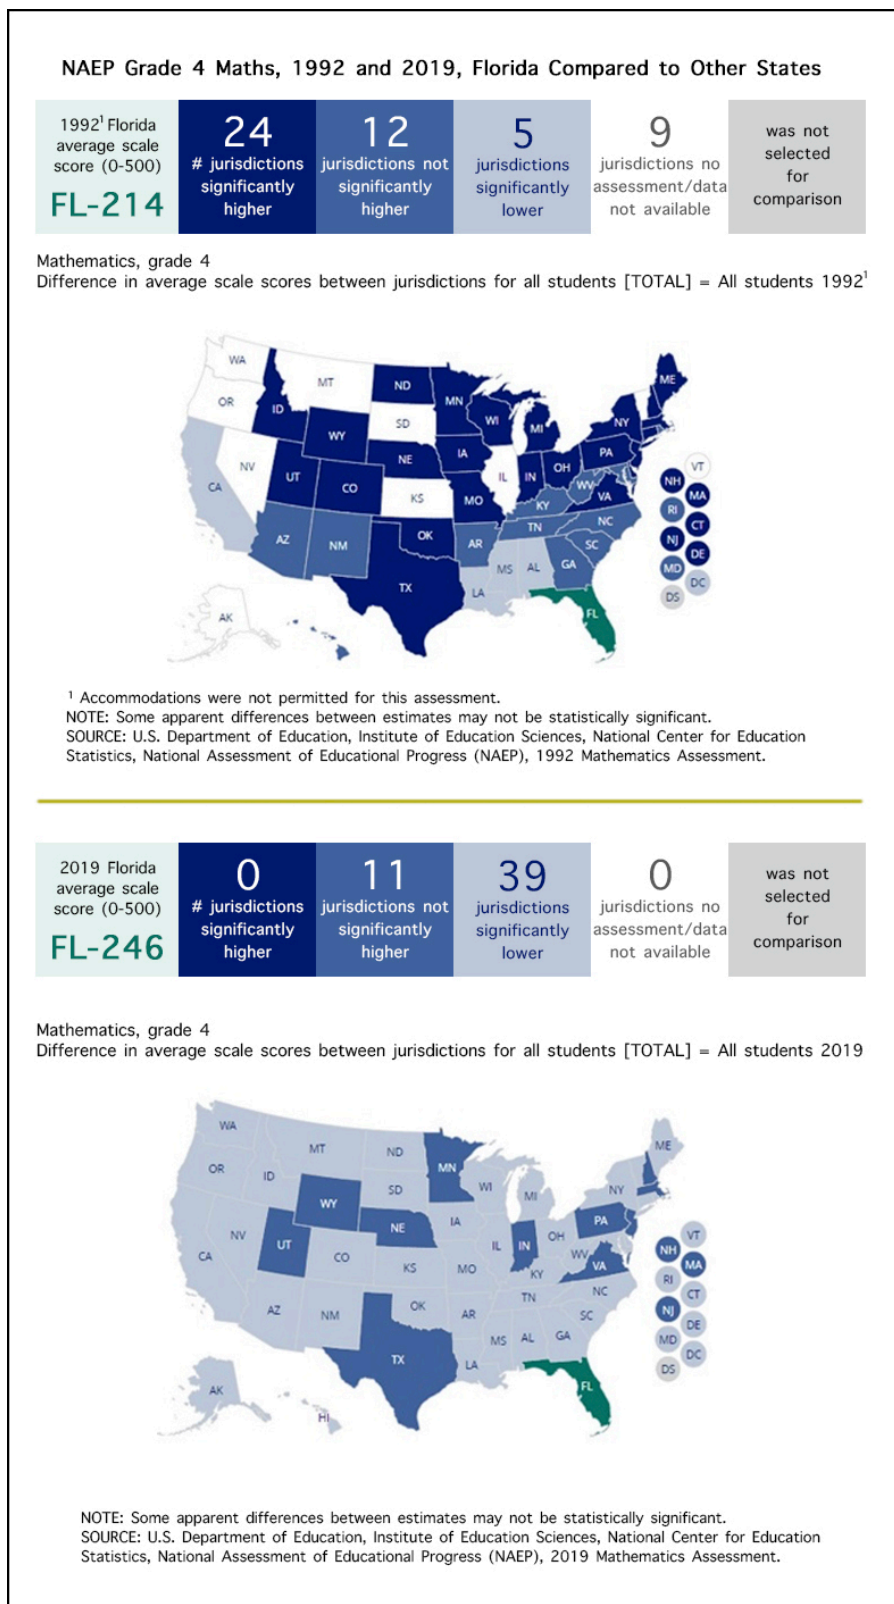 NAEP Grade 4 Maths, 1992 and 2019, Florida Compared to Other States
1992¹ Florida
average scale
score (0-500)
FL-214
24
# jurisdictions
significantly
higher
12
jurisdictions not
significantly
higher
5
jurisdictions
significantly
lower
9
jurisdictions no
assessment/data
not available
was not
selected
for
comparison
Mathematics, grade 4
Difference in average scale scores between jurisdictions for all students [TOTAL] = All students 1992¹
WA
MT
ND
MN
ME
OR
ID
SD
WI
MI
NY
WY
IA
PA
NE
NV
UT
CO
KS
MO
IL
IN
OH
WV
VA
KY
CA
AZ
NM
OK
AR
TN
NC
SC
MS
AL
GA
TX
LA
FL
AK
VT
NH
MA
RI
CT
NJ
DE
MD
DC
DS
¹ Accommodations were not permitted for this assessment.
NOTE: Some apparent differences between estimates may not be statistically significant.
SOURCE: U.S. Department of Education, Institute of Education Sciences, National Center for Education
Statistics, National Assessment of Educational Progress (NAEP), 1992 Mathematics Assessment.
2019 Florida
average scale
score (0-500)
FL-246
0
# jurisdictions
significantly
higher
11
jurisdictions not
significantly
higher
39
jurisdictions
significantly
lower
0
jurisdictions no
assessment/data
not available
was not
selected
for
comparison
Mathematics, grade 4
Difference in average scale scores between jurisdictions for all students [TOTAL] = All students 2019
WA
MT
ND
MN
ME
OR
ID
SD
WI
MI
NY
WY
IA
PA
NE
NV
UT
CO
KS
MO
IL
IN
OH
WV
VA
KY
CA
AZ
NM
OK
AR
TN
NC
SC
MS
AL
GA
TX
LA
FL
AK
HI
VT
NH
MA
RI
CT
NJ
DE
MD
DC
DS
NOTE: Some apparent differences between estimates may not be statistically significant.
SOURCE: U.S. Department of Education, Institute of Education Sciences, National Center for Education
Statistics, National Assessment of Educational Progress (NAEP), 2019 Mathematics Assessment.